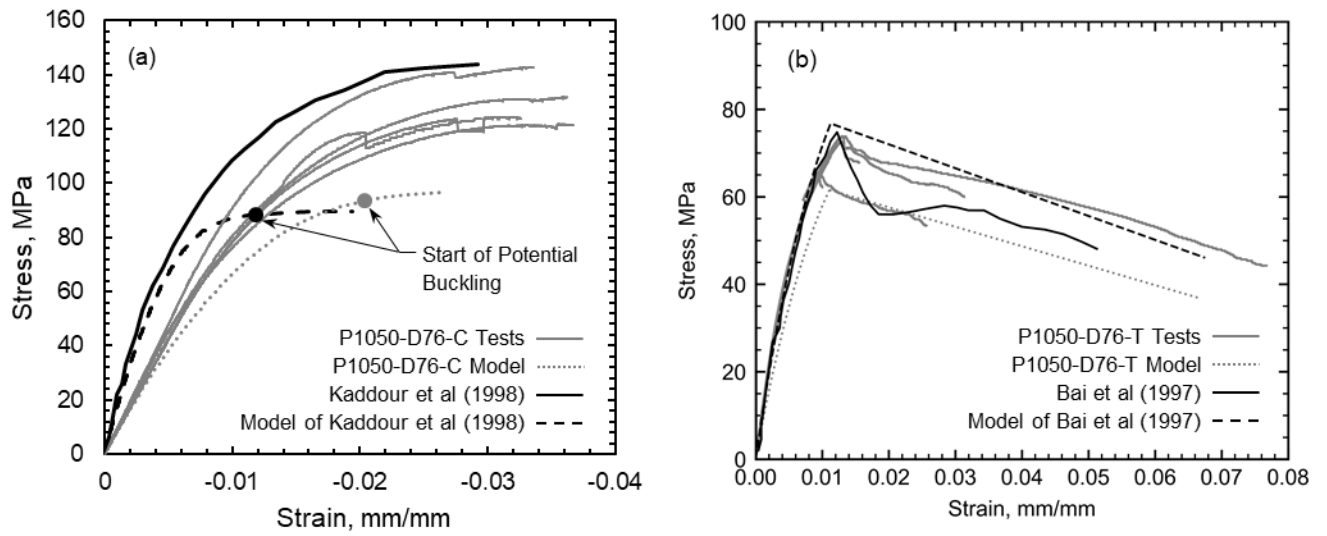 160
140
120
100
80
60
40
20
0
Stress, MPa
(a)
Start of Potential
Buckling
P1050-D76-C Tests
P1050-D76-C Model
Kaddour et al (1998)
Model of Kaddour et al (1998)
0 -0.01 -0.02 -0.03 -0.04
Strain, mm/mm
100
80
60
40
20
0
Stress, MPa
(b)
P1050-D76-T Tests
P1050-D76-T Model
Bai et al (1997)
Model of Bai et al (1997)
0.00 0.01 0.02 0.03 0.04 0.05 0.06 0.07 0.08
Strain, mm/mm